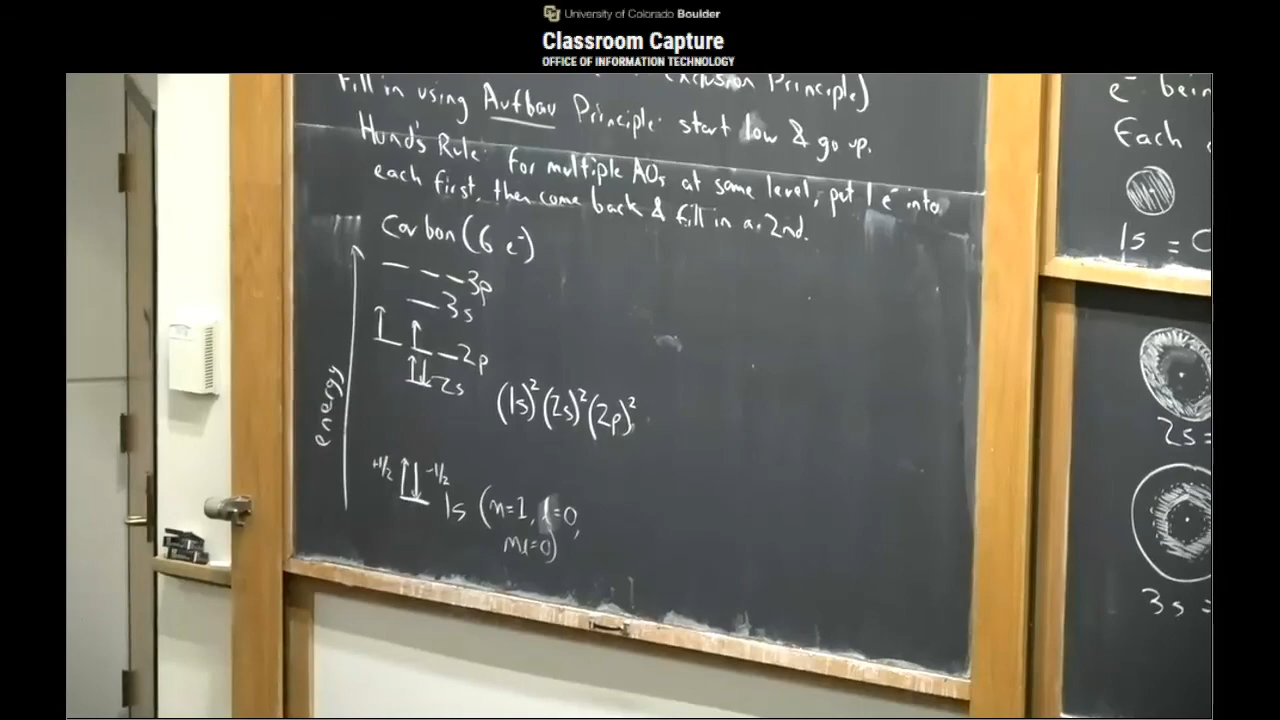 University of Colorado Boulder
Classroom Capture
OFFICE OF INFORMATION TECHNOLOGY
Exclusion Principle)
Fill in using Aufbau Principle: start low & go up.
Hund's Rule: for multiple AOs at same level, put 1 e⁻ into
each first, then come back & fill in a 2nd.
Carbon (6 e⁻)
3p
3s
2p
2s
(1s)²(2s)²(2p)²
energy
+1/2
-1/2
1s (n=1, l=0,
ml=0)
e⁻ bein
Each
1s =
2s=
3s =